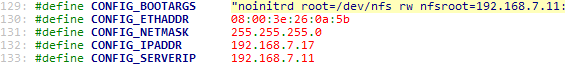 129: #define CONFIG_BOOTARGS "noinitrd root=/dev/nfs rw nfsroot=192.168.7.11:
130: #define CONFIG_ETHADDR 08:00:3e:26:0a:5b
131: #define CONFIG_NETMASK 255.255.255.0
132: #define CONFIG_IPADDR 192.168.7.17
133: #define CONFIG_SERVERIP 192.168.7.11